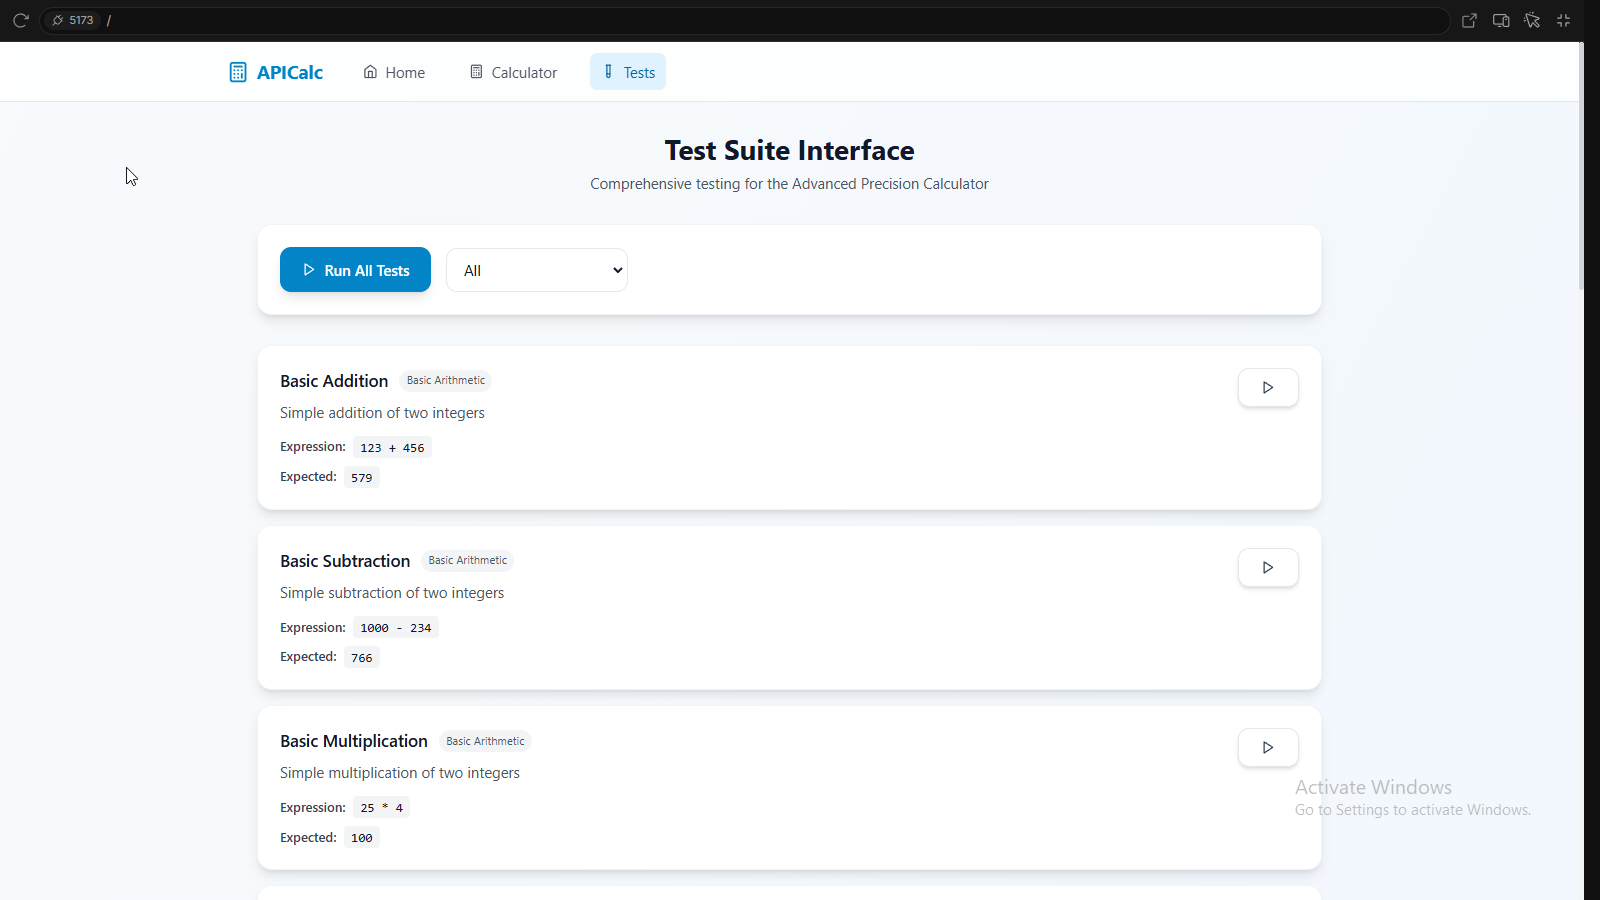 5173 /
APICalc Home Calculator Tests
Test Suite Interface
Comprehensive testing for the Advanced Precision Calculator
Run All Tests All
Basic Addition Basic Arithmetic
Simple addition of two integers
Expression: 123 + 456
Expected: 579
Basic Subtraction Basic Arithmetic
Simple subtraction of two integers
Expression: 1000 - 234
Expected: 766
Basic Multiplication Basic Arithmetic
Simple multiplication of two integers
Expression: 25 * 4
Expected: 100
Activate Windows
Go to Settings to activate Windows.